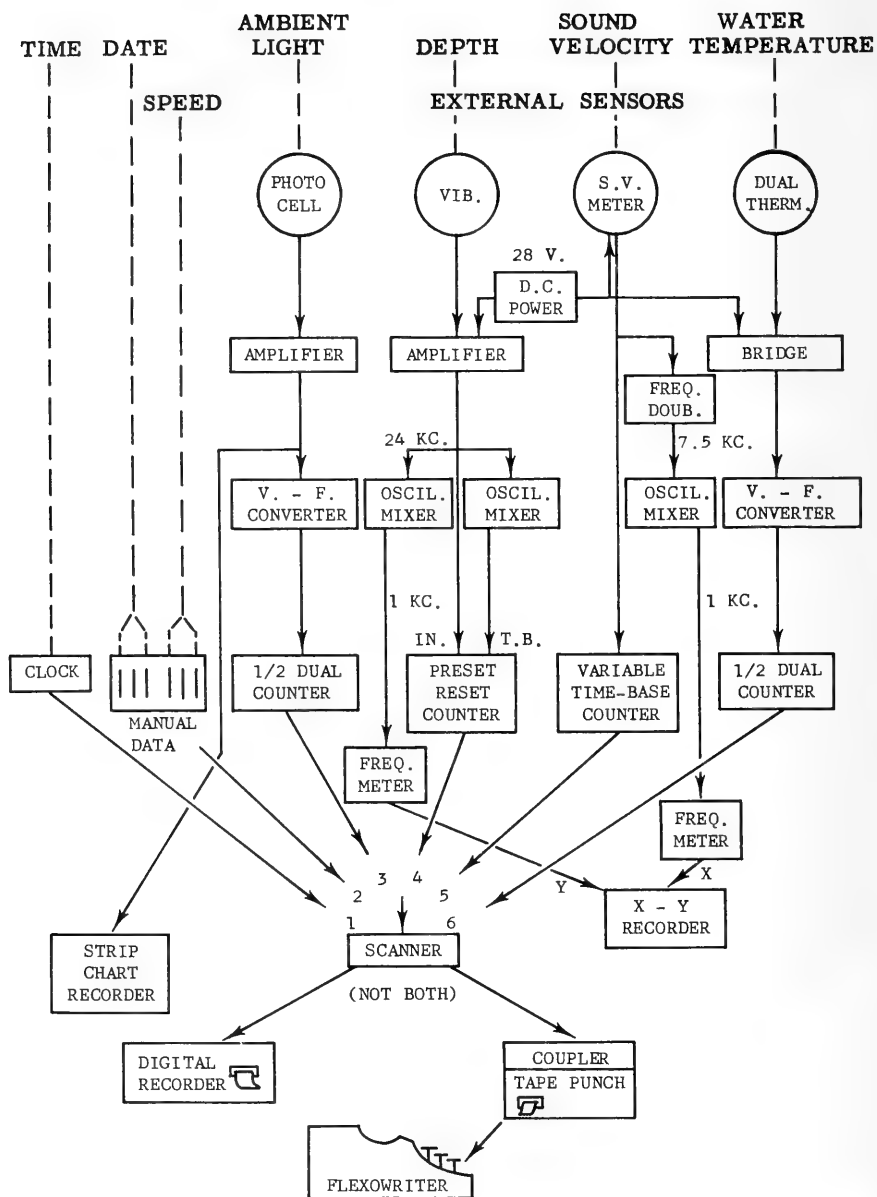 AMBIENT SOUND WATER
TIME DATE LIGHT DEPTH VELOCITY TEMPERATURE
SPEED EXTERNAL SENSORS
PHOTO
CELL
VIB.
S.V.
METER
DUAL
THERM.
28 V.
D.C.
POWER
AMPLIFIER
AMPLIFIER
BRIDGE
FREQ.
DOUB.
24 KC.
7.5 KC.
V. - F.
CONVERTER
OSCIL.
MIXER
OSCIL.
MIXER
OSCIL.
MIXER
V. - F.
CONVERTER
1 KC.
1 KC.
IN.
T.B.
CLOCK
MANUAL
DATA
1/2 DUAL
COUNTER
PRESET
RESET
COUNTER
VARIABLE
TIME-BASE
COUNTER
1/2 DUAL
COUNTER
FREQ.
METER
FREQ.
METER
1
2
3
4
5
6
Y
X
X - Y
RECORDER
SCANNER
STRIP
CHART
RECORDER
(NOT BOTH)
DIGITAL
RECORDER
COUPLER
TAPE PUNCH
FLEXOWRITER